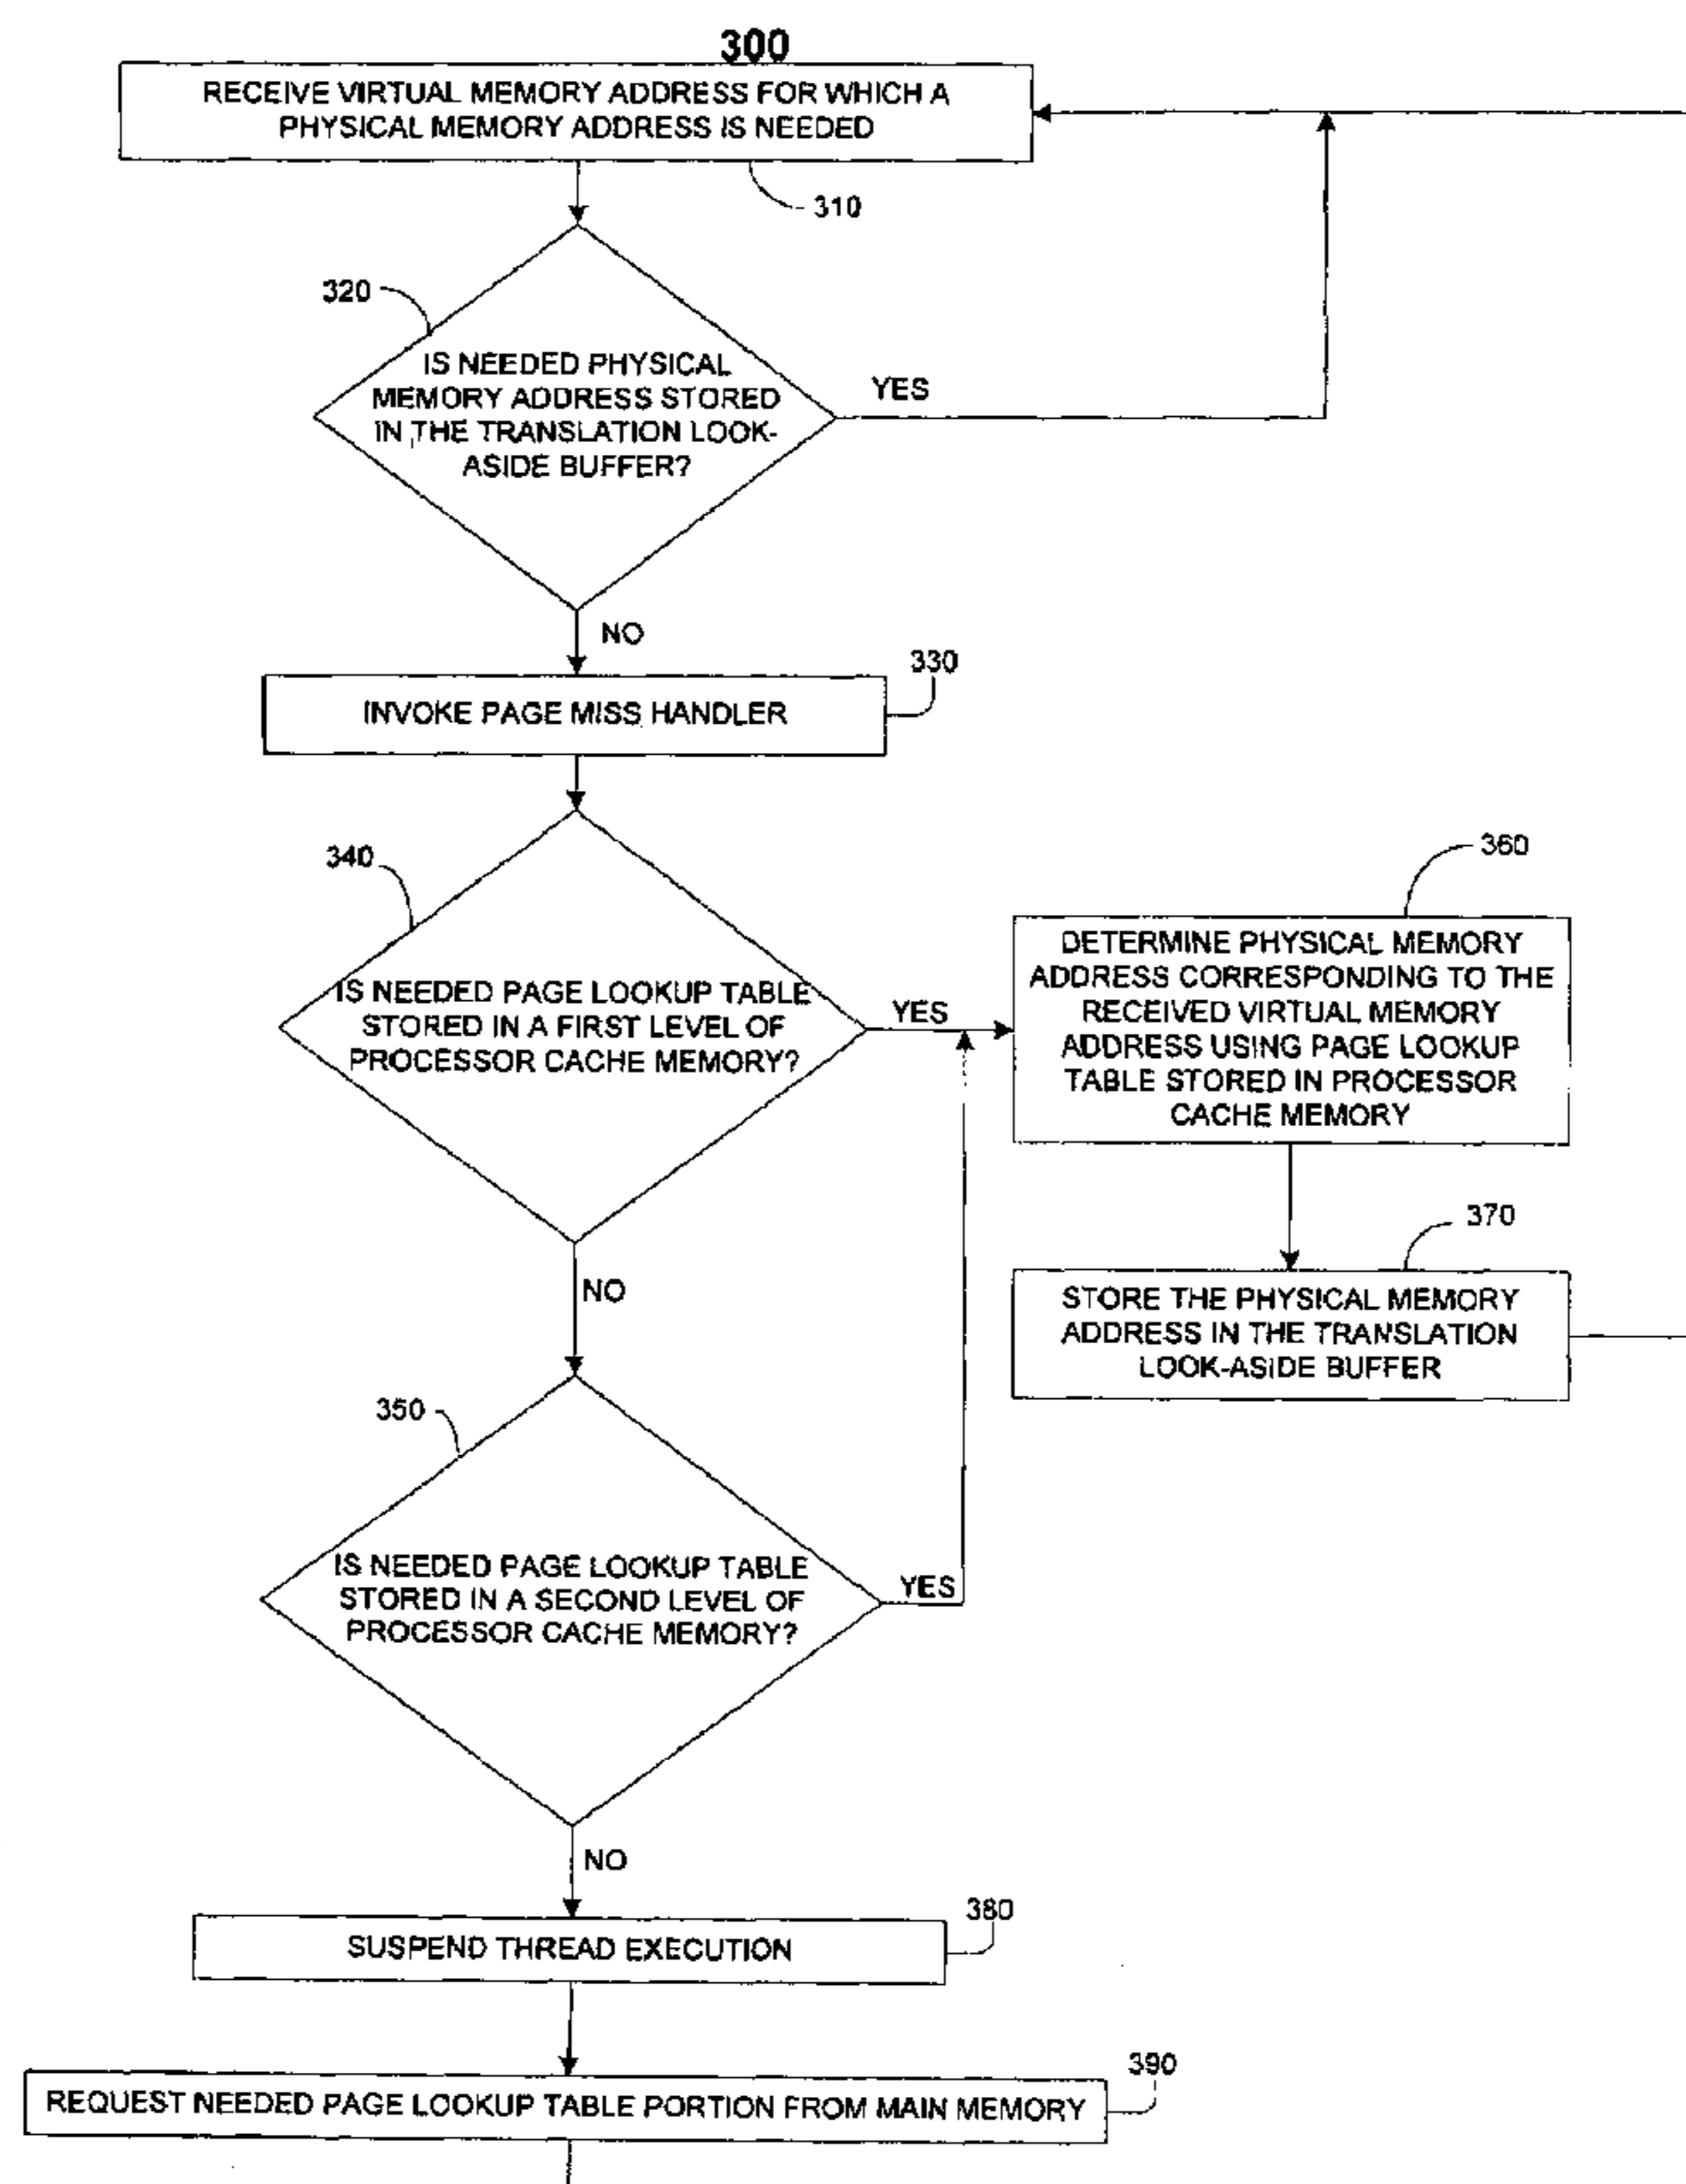 300
RECEIVE VIRTUAL MEMORY ADDRESS FOR WHICH A
PHYSICAL MEMORY ADDRESS IS NEEDED
310
320
IS NEEDED PHYSICAL
MEMORY ADDRESS STORED
IN THE TRANSLATION LOOK-
ASIDE BUFFER?
YES
NO
330
INVOKE PAGE MISS HANDLER
340
IS NEEDED PAGE LOOKUP TABLE
STORED IN A FIRST LEVEL OF
PROCESSOR CACHE MEMORY?
YES
360
DETERMINE PHYSICAL MEMORY
ADDRESS CORRESPONDING TO THE
RECEIVED VIRTUAL MEMORY
ADDRESS USING PAGE LOOKUP
TABLE STORED IN PROCESSOR
CACHE MEMORY
370
STORE THE PHYSICAL MEMORY
ADDRESS IN THE TRANSLATION
LOOK-ASIDE BUFFER
NO
350
IS NEEDED PAGE LOOKUP TABLE
STORED IN A SECOND LEVEL OF
PROCESSOR CACHE MEMORY?
YES
NO
380
SUSPEND THREAD EXECUTION
390
REQUEST NEEDED PAGE LOOKUP TABLE PORTION FROM MAIN MEMORY